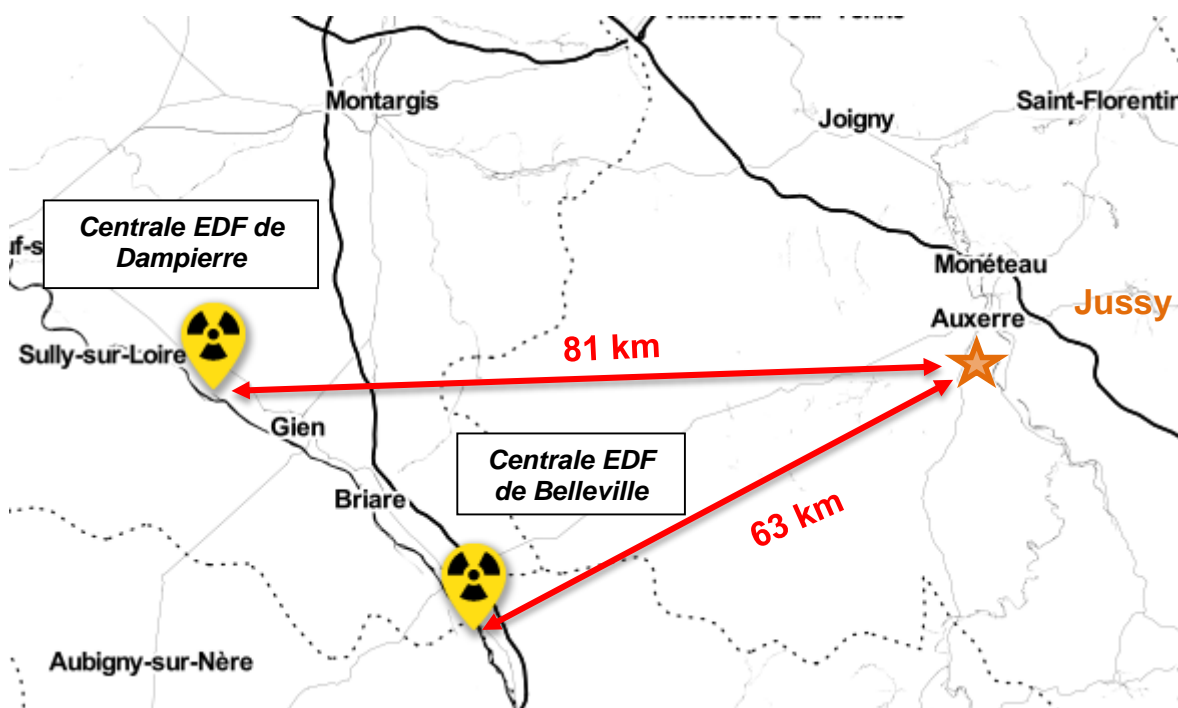 Montargis
Saint-Florentin
Joigny
Centrale EDF de
Dampierre
uf-s
Monéteau
Jussy
Auxerre
81 km
Sully-sur-Loire
Gien
Centrale EDF
de Belleville
Briare
63 km
Aubigny-sur-Nère